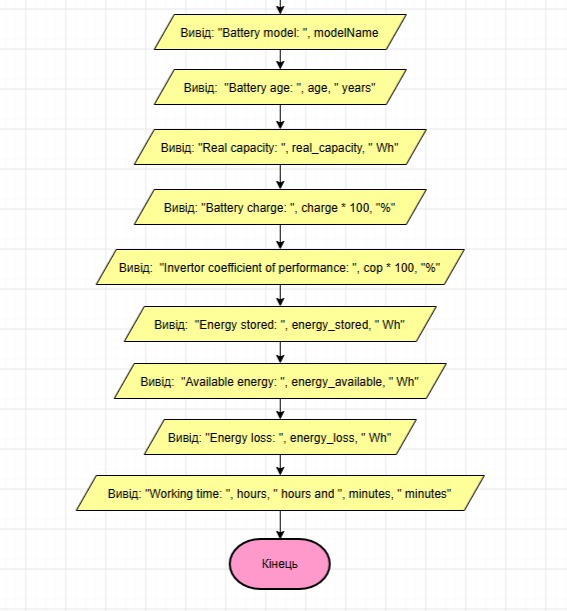 Вивід: "Battery model: ", modelName
Вивід:  "Battery age: ", age, " years"
Вивід: "Real capacity: ", real_capacity, " Wh"
Вивід: "Battery charge: ", charge * 100, "%"
Вивід:  "Invertor coefficient of performance: ", cop * 100, "%"
Вивід:  "Energy stored: ", energy_stored, " Wh"
Вивід:  "Available energy: ", energy_available, " Wh"
Вивід: "Energy loss: ", energy_loss, " Wh"
Вивід: "Working time: ", hours, " hours and ", minutes, " minutes"
Кінець